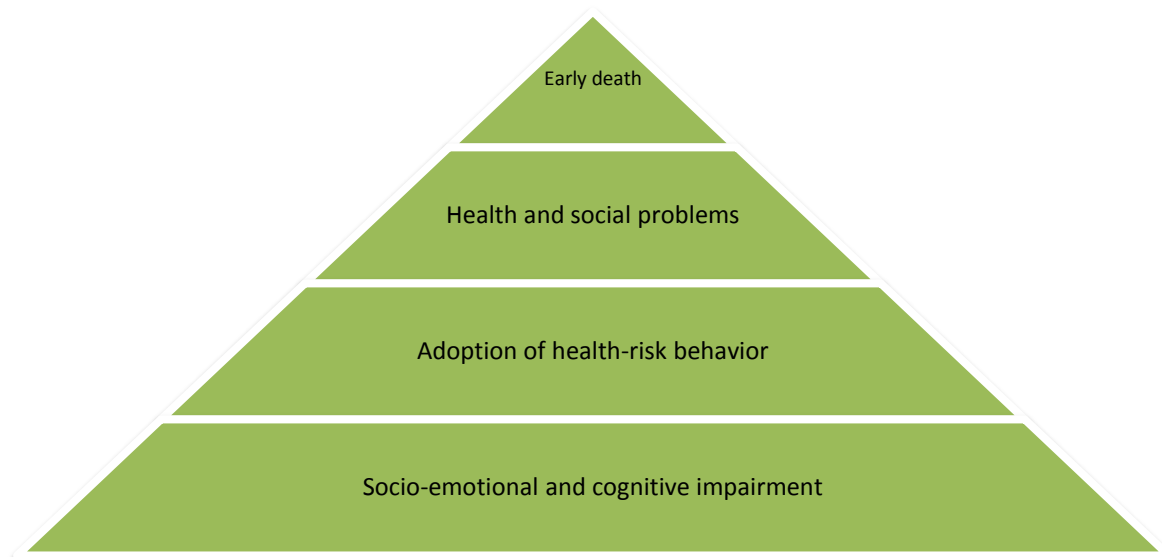 Early death
Health and social problems
Adoption of health-risk behavior
Socio-emotional and cognitive impairment